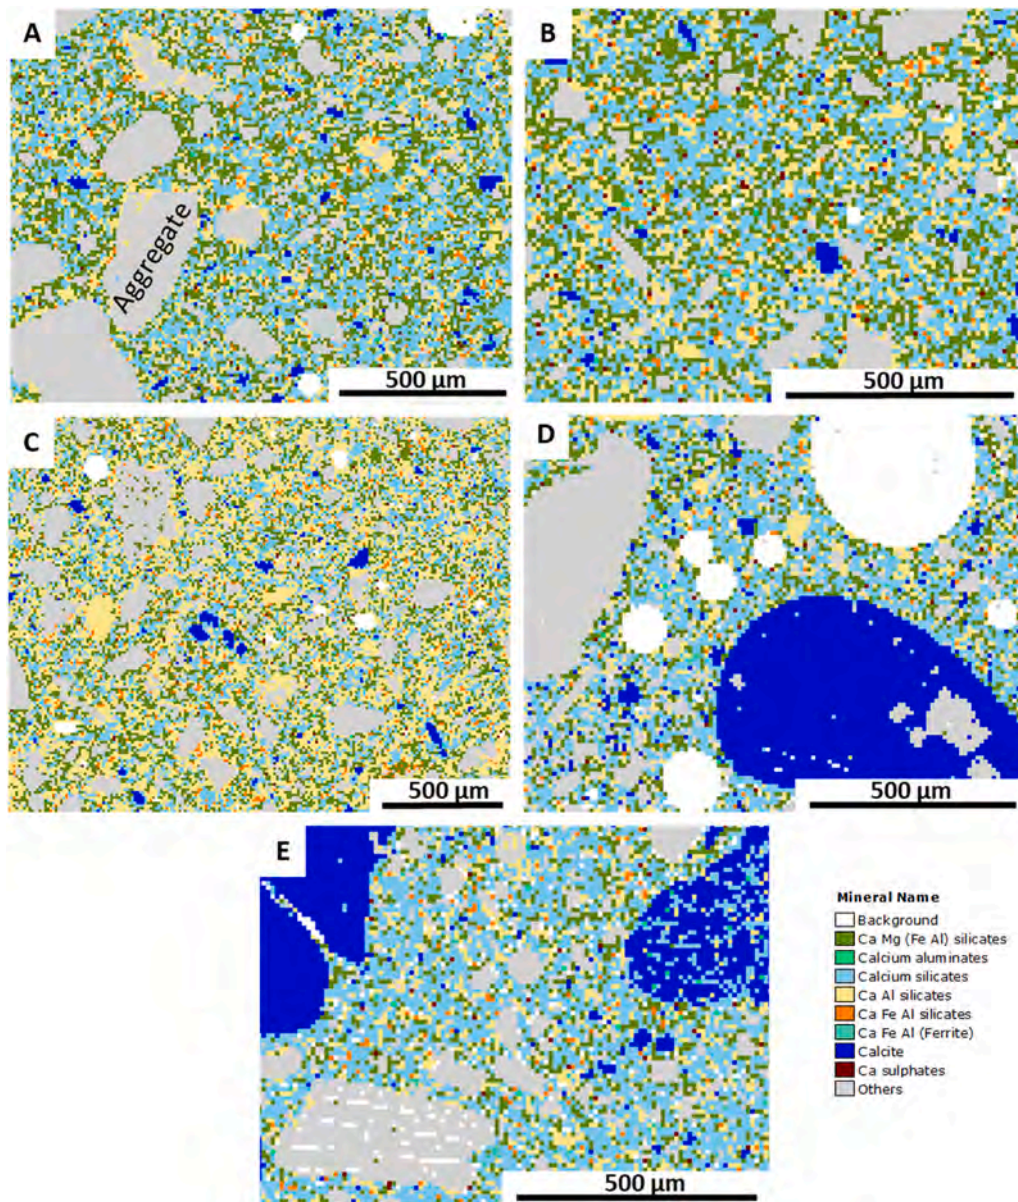 A
B
Aggregate
500 µm
500 µm
C
D
500 µm
500 µm
E
500 µm
Mineral Name
Background
Ca Mg (Fe Al) silicates
Calcium aluminates
Calcium silicates
Ca Al silicates
Ca Fe Al silicates
Ca Fe Al (Ferrite)
Calcite
Ca sulphates
Others